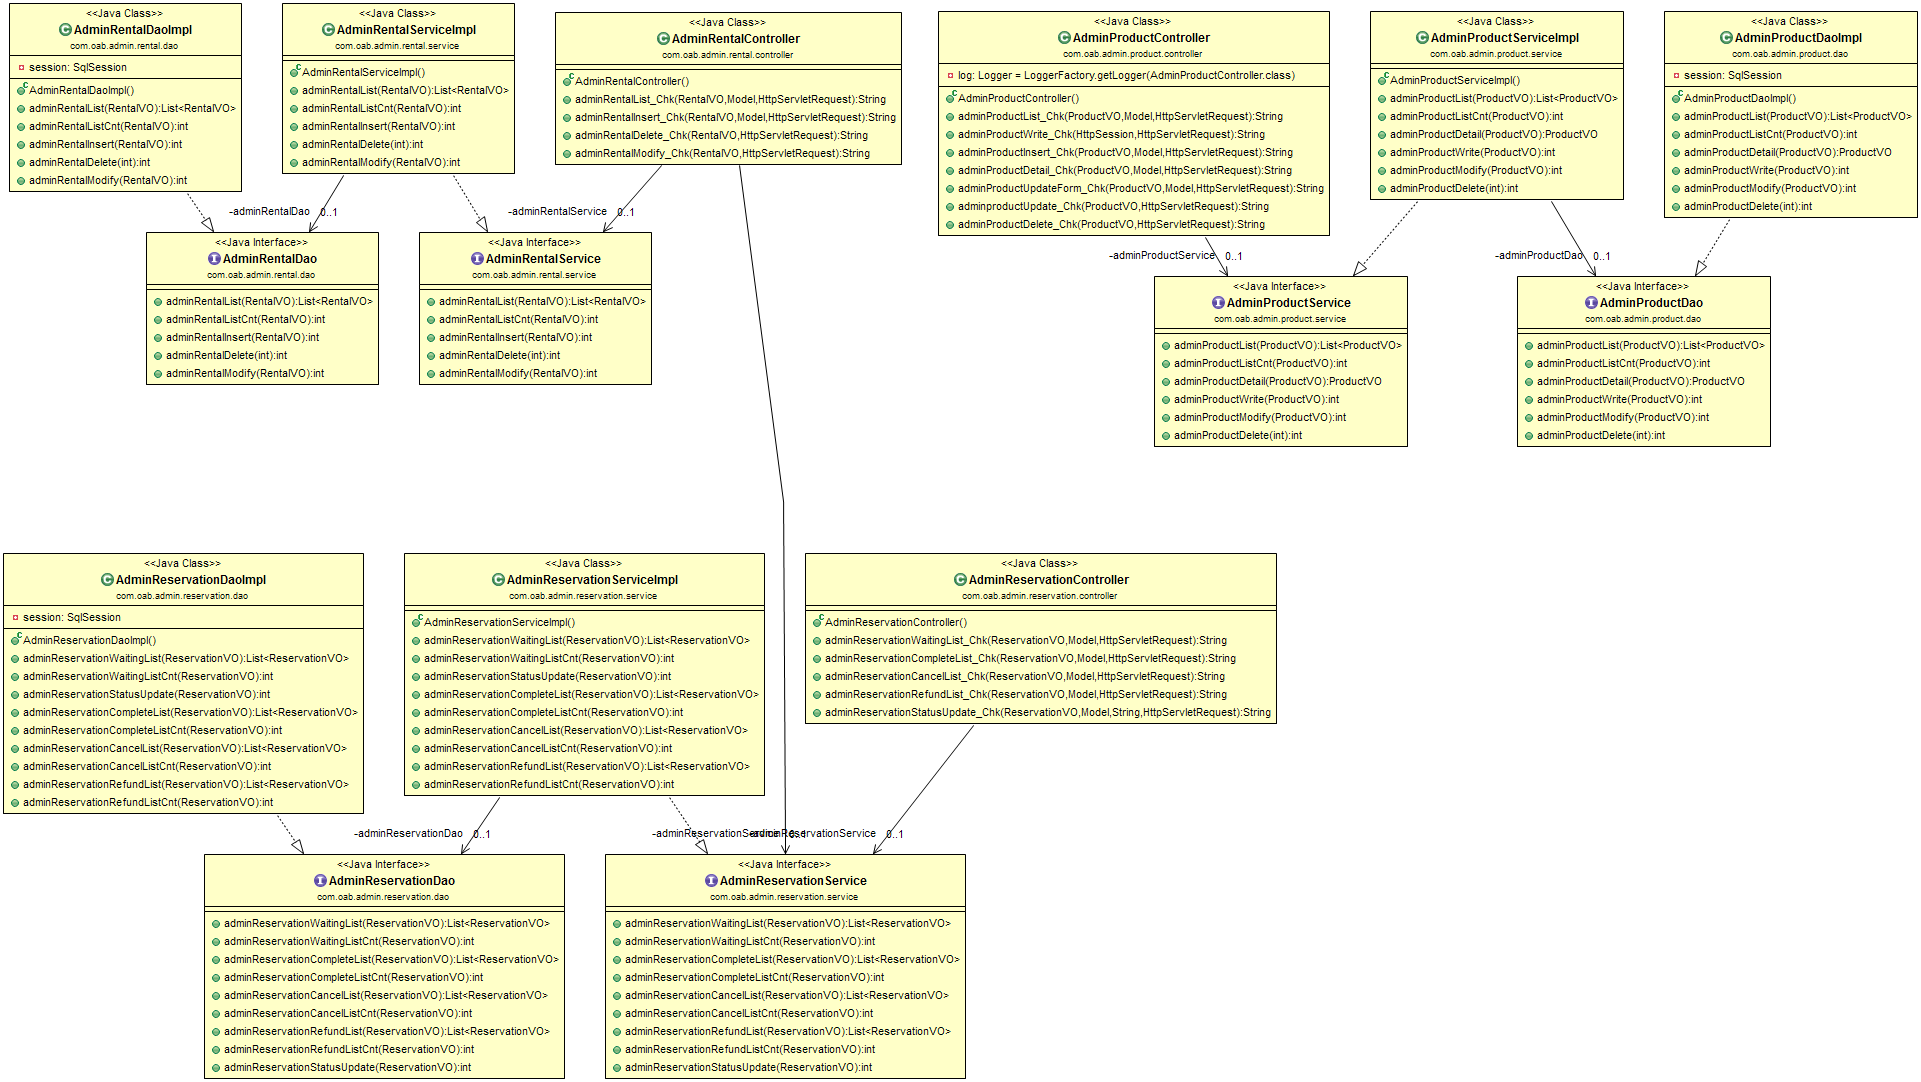 <<Java Class>>
AdminRentalDaoImpl
com.oab.admin.rental.dao
session: SqlSession
AdminRentalDaoImpl()
adminRentalList(RentalVO):List<RentalVO>
adminRentalListCnt(RentalVO):int
adminRentalInsert(RentalVO):int
adminRentalDelete(int):int
adminRentalModify(RentalVO):int
<<Java Class>>
AdminRentalServiceImpl
com.oab.admin.rental.service
AdminRentalServiceImpl()
adminRentalList(RentalVO):List<RentalVO>
adminRentalListCnt(RentalVO):int
adminRentalInsert(RentalVO):int
adminRentalDelete(int):int
adminRentalModify(RentalVO):int
<<Java Class>>
AdminRentalController
com.oab.admin.rental.controller
AdminRentalController()
adminRentalList_Chk(RentalVO,Model,HttpServletRequest):String
adminRentalInsert_Chk(RentalVO,Model,HttpServletRequest):String
adminRentalDelete_Chk(RentalVO,HttpServletRequest):String
adminRentalModify_Chk(RentalVO,HttpServletRequest):String
<<Java Class>>
AdminProductController
com.oab.admin.product.controller
log: Logger = LoggerFactory.getLogger(AdminProductController.class)
AdminProductController()
adminProductList_Chk(ProductVO,Model,HttpServletRequest):String
adminProductWrite_Chk(HttpSession,HttpServletRequest):String
adminProductInsert_Chk(ProductVO,Model,HttpServletRequest):String
adminProductDetail_Chk(ProductVO,Model,HttpServletRequest):String
adminProductUpdateForm_Chk(ProductVO,Model,HttpServletRequest):String
adminproductUpdate_Chk(ProductVO,HttpServletRequest):String
adminProductDelete_Chk(ProductVO,HttpServletRequest):String
<<Java Class>>
AdminProductServiceImpl
com.oab.admin.product.service
AdminProductServiceImpl()
adminProductList(ProductVO):List<ProductVO>
adminProductListCnt(ProductVO):int
adminProductDetail(ProductVO):ProductVO
adminProductWrite(ProductVO):int
adminProductModify(ProductVO):int
adminProductDelete(int):int
<<Java Class>>
AdminProductDaoImpl
com.oab.admin.product.dao
session: SqlSession
AdminProductDaoImpl()
adminProductList(ProductVO):List<ProductVO>
adminProductListCnt(ProductVO):int
adminProductDetail(ProductVO):ProductVO
adminProductWrite(ProductVO):int
adminProductModify(ProductVO):int
adminProductDelete(int):int
-adminRentalDao 0..1
-adminRentalService 0..1
-adminProductService 0..1
-adminProductDao 0..1
<<Java Interface>>
AdminRentalDao
com.oab.admin.rental.dao
adminRentalList(RentalVO):List<RentalVO>
adminRentalListCnt(RentalVO):int
adminRentalInsert(RentalVO):int
adminRentalDelete(int):int
adminRentalModify(RentalVO):int
<<Java Interface>>
AdminRentalService
com.oab.admin.rental.service
adminRentalList(RentalVO):List<RentalVO>
adminRentalListCnt(RentalVO):int
adminRentalInsert(RentalVO):int
adminRentalDelete(int):int
adminRentalModify(RentalVO):int
<<Java Interface>>
AdminProductService
com.oab.admin.product.service
adminProductList(ProductVO):List<ProductVO>
adminProductListCnt(ProductVO):int
adminProductDetail(ProductVO):ProductVO
adminProductWrite(ProductVO):int
adminProductModify(ProductVO):int
adminProductDelete(int):int
<<Java Interface>>
AdminProductDao
com.oab.admin.product.dao
adminProductList(ProductVO):List<ProductVO>
adminProductListCnt(ProductVO):int
adminProductDetail(ProductVO):ProductVO
adminProductWrite(ProductVO):int
adminProductModify(ProductVO):int
adminProductDelete(int):int
<<Java Class>>
AdminReservationDaoImpl
com.oab.admin.reservation.dao
session: SqlSession
AdminReservationDaoImpl()
adminReservationWaitingList(ReservationVO):List<ReservationVO>
adminReservationWaitingListCnt(ReservationVO):int
adminReservationStatusUpdate(ReservationVO):int
adminReservationCompleteList(ReservationVO):List<ReservationVO>
adminReservationCompleteListCnt(ReservationVO):int
adminReservationCancelList(ReservationVO):List<ReservationVO>
adminReservationCancelListCnt(ReservationVO):int
adminReservationRefundList(ReservationVO):List<ReservationVO>
adminReservationRefundListCnt(ReservationVO):int
<<Java Class>>
AdminReservationServiceImpl
com.oab.admin.reservation.service
AdminReservationServiceImpl()
adminReservationWaitingList(ReservationVO):List<ReservationVO>
adminReservationWaitingListCnt(ReservationVO):int
adminReservationStatusUpdate(ReservationVO):int
adminReservationCompleteList(ReservationVO):List<ReservationVO>
adminReservationCompleteListCnt(ReservationVO):int
adminReservationCancelList(ReservationVO):List<ReservationVO>
adminReservationCancelListCnt(ReservationVO):int
adminReservationRefundList(ReservationVO):List<ReservationVO>
adminReservationRefundListCnt(ReservationVO):int
<<Java Class>>
AdminReservationController
com.oab.admin.reservation.controller
AdminReservationController()
adminReservationWaitingList_Chk(ReservationVO,Model,HttpServletRequest):String
adminReservationCompleteList_Chk(ReservationVO,Model,HttpServletRequest):String
adminReservationCancelList_Chk(ReservationVO,Model,HttpServletRequest):String
adminReservationRefundList_Chk(ReservationVO,Model,HttpServletRequest):String
adminReservationStatusUpdate_Chk(ReservationVO,Model,String,HttpServletRequest):String
-adminReservationDao 0..1
-adminReservationService 0..1
-adminReservationService 0..1
<<Java Interface>>
AdminReservationDao
com.oab.admin.reservation.dao
adminReservationWaitingList(ReservationVO):List<ReservationVO>
adminReservationWaitingListCnt(ReservationVO):int
adminReservationCompleteList(ReservationVO):List<ReservationVO>
adminReservationCompleteListCnt(ReservationVO):int
adminReservationCancelList(ReservationVO):List<ReservationVO>
adminReservationCancelListCnt(ReservationVO):int
adminReservationRefundList(ReservationVO):List<ReservationVO>
adminReservationRefundListCnt(ReservationVO):int
adminReservationStatusUpdate(ReservationVO):int
<<Java Interface>>
AdminReservationService
com.oab.admin.reservation.service
adminReservationWaitingList(ReservationVO):List<ReservationVO>
adminReservationWaitingListCnt(ReservationVO):int
adminReservationCompleteList(ReservationVO):List<ReservationVO>
adminReservationCompleteListCnt(ReservationVO):int
adminReservationCancelList(ReservationVO):List<ReservationVO>
adminReservationCancelListCnt(ReservationVO):int
adminReservationRefundList(ReservationVO):List<ReservationVO>
adminReservationRefundListCnt(ReservationVO):int
adminReservationStatusUpdate(ReservationVO):int